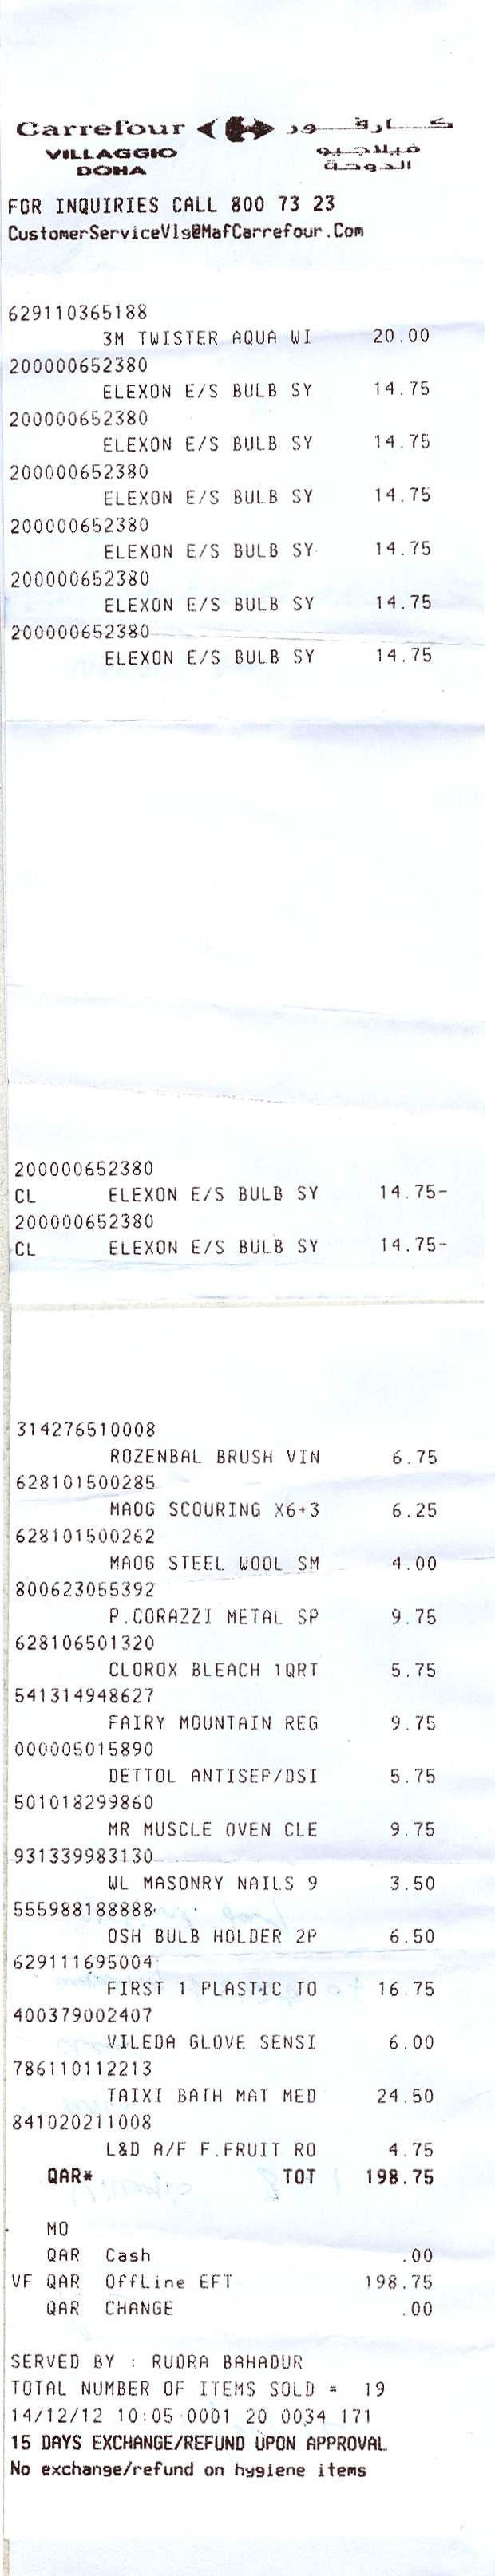 Carrefour كارفور
VILLAGGIO فيلاجيو
DOHA الدوحة
FOR INQUIRIES CALL 800 73 23
CustomerServiceVlg@MafCarrefour.Com
629110365188
3M TWISTER AQUA WI 20.00
200000652380
ELEXON E/S BULB SY 14.75
200000652380
ELEXON E/S BULB SY 14.75
200000652380
ELEXON E/S BULB SY 14.75
200000652380
ELEXON E/S BULB SY 14.75
200000652380
ELEXON E/S BULB SY 14.75
200000652380
ELEXON E/S BULB SY 14.75
200000652380
CL ELEXON E/S BULB SY 14.75-
200000652380
CL ELEXON E/S BULB SY 14.75-
314276510008
ROZENBAL BRUSH VIN 6.75
628101500285
MAOG SCOURING X6+3 6.25
628101500262
MAOG STEEL WOOL SM 4.00
800623055392
P.CORAZZI METAL SP 9.75
628106501320
CLOROX BLEACH 1QRT 5.75
541314948627
FAIRY MOUNTAIN REG 9.75
000005015890
DETTOL ANTISEP/DSI 5.75
501018299860
MR MUSCLE OVEN CLE 9.75
931339983130
WL MASONRY NAILS 9 3.50
555988188888
OSH BULB HOLDER 2P 6.50
629111695004
FIRST 1 PLASTIC TO 16.75
400379002407
VILEDA GLOVE SENSI 6.00
786110112213
TAIXI BATH MAT MED 24.50
841020211008
L&D A/F F.FRUIT RO 4.75
QAR* TOT 198.75
MO
QAR Cash .00
VF QAR OffLine EFT 198.75
QAR CHANGE .00
SERVED BY : RUDRA BAHADUR
TOTAL NUMBER OF ITEMS SOLD = 19
14/12/12 10:05 0001 20 0034 171
15 DAYS EXCHANGE/REFUND UPON APPROVAL
No exchange/refund on hygiene items